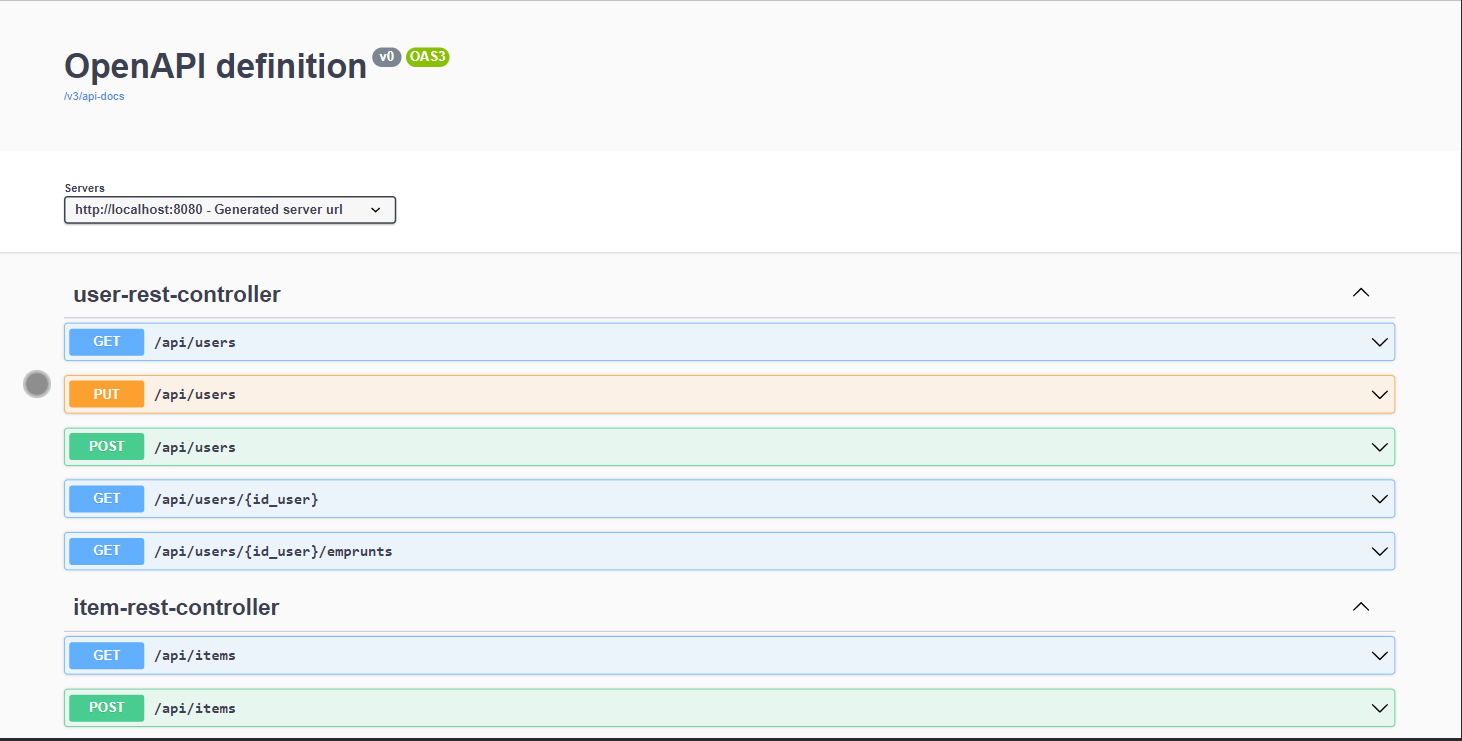 OpenAPI definition v0 OAS3
/v3/api-docs
Servers
http://localhost:8080 - Generated server url
user-rest-controller
GET /api/users
PUT /api/users
POST /api/users
GET /api/users/{id_user}
GET /api/users/{id_user}/emprunts
item-rest-controller
GET /api/items
POST /api/items